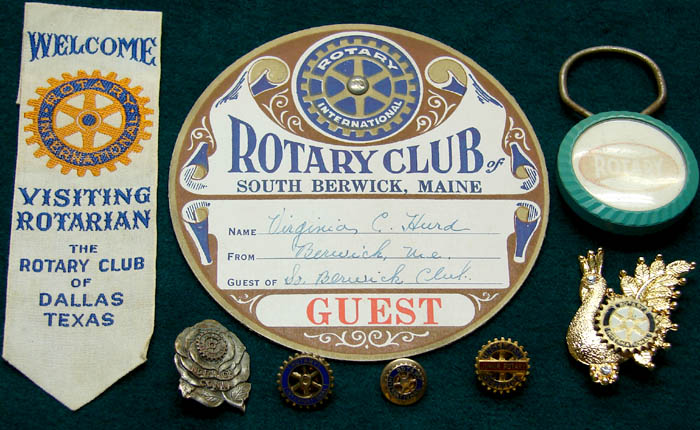 WELCOME
ROTARY
INTERNATIONAL
VISITING
ROTARIAN
THE
ROTARY CLUB
OF
DALLAS
TEXAS
ROTARY
INTERNATIONAL
ROTARY CLUB of
SOUTH BERWICK, MAINE
NAME Virginia C. Hurd
FROM Berwick, Me.
GUEST OF So. Berwick Club.
GUEST
ROTARY